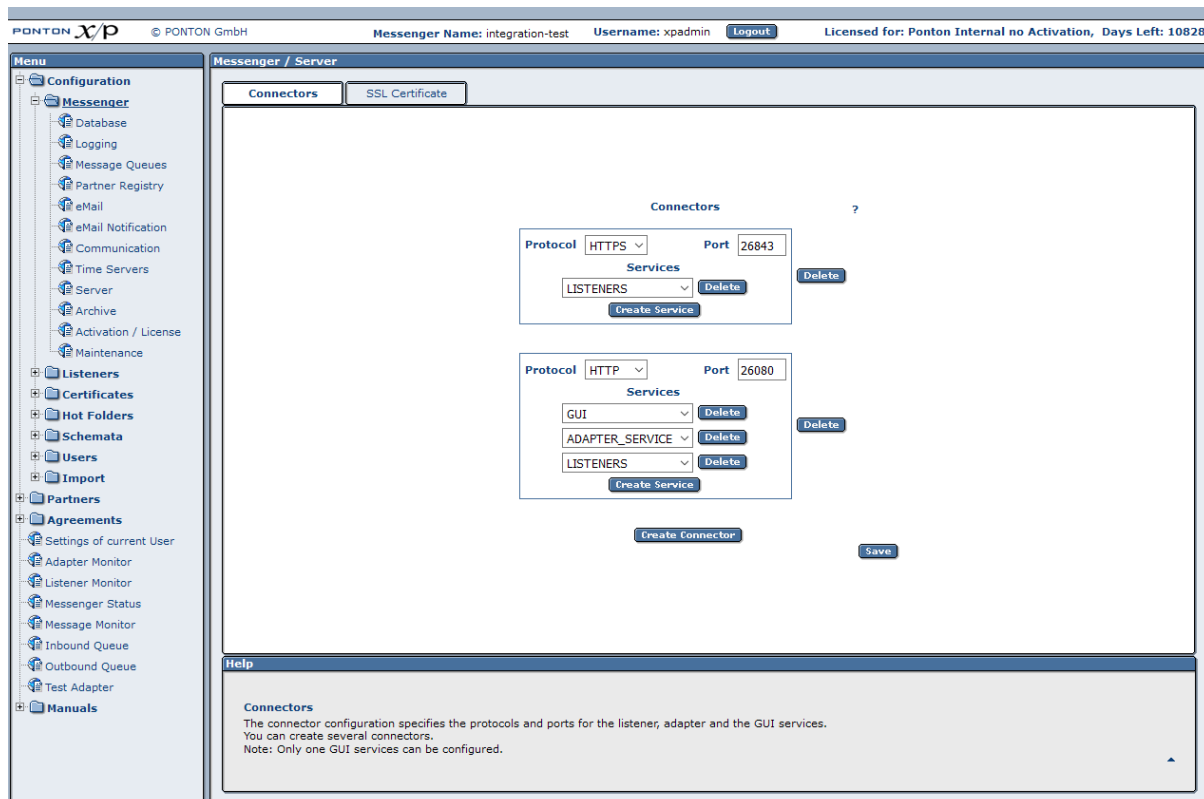 PONTON X/P © PONTON GmbH Messenger Name: integration-test Username: xpadmin Logout Licensed for: Ponton Internal no Activation, Days Left: 10828
Menu
Configuration
Messenger
Database
Logging
Message Queues
Partner Registry
eMail
eMail Notification
Communication
Time Servers
Server
Archive
Activation / License
Maintenance
Listeners
Certificates
Hot Folders
Schemata
Users
Import
Partners
Agreements
Settings of current User
Adapter Monitor
Listener Monitor
Messenger Status
Message Monitor
Inbound Queue
Outbound Queue
Test Adapter
Manuals
Messenger / Server
Connectors SSL Certificate
Connectors ?
Protocol HTTPS Port 26843
Services
LISTENERS Delete
Create Service
Delete
Protocol HTTP Port 26080
Services
GUI Delete
ADAPTER_SERVICE Delete
LISTENERS Delete
Create Service
Delete
Create Connector
Save
Help
Connectors
The connector configuration specifies the protocols and ports for the listener, adapter and the GUI services.
You can create several connectors.
Note: Only one GUI services can be configured.